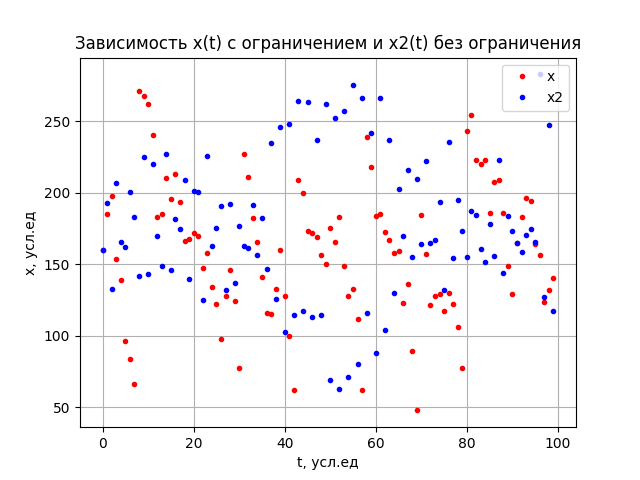 Зависимость x(t) с ограничением и x2(t) без ограничения
x
x2
250
200
150
100
50
x, усл.ед
0
20
40
60
80
100
t, усл.ед